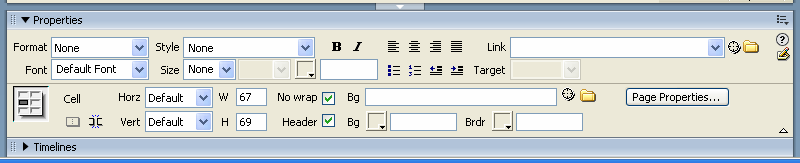 Properties
Format None Style None B I Link
Font Default Font Size None Target
Cell Horz Default W 67 No wrap Bg Page Properties...
Vert Default H 69 Header Bg Brdr
Timelines